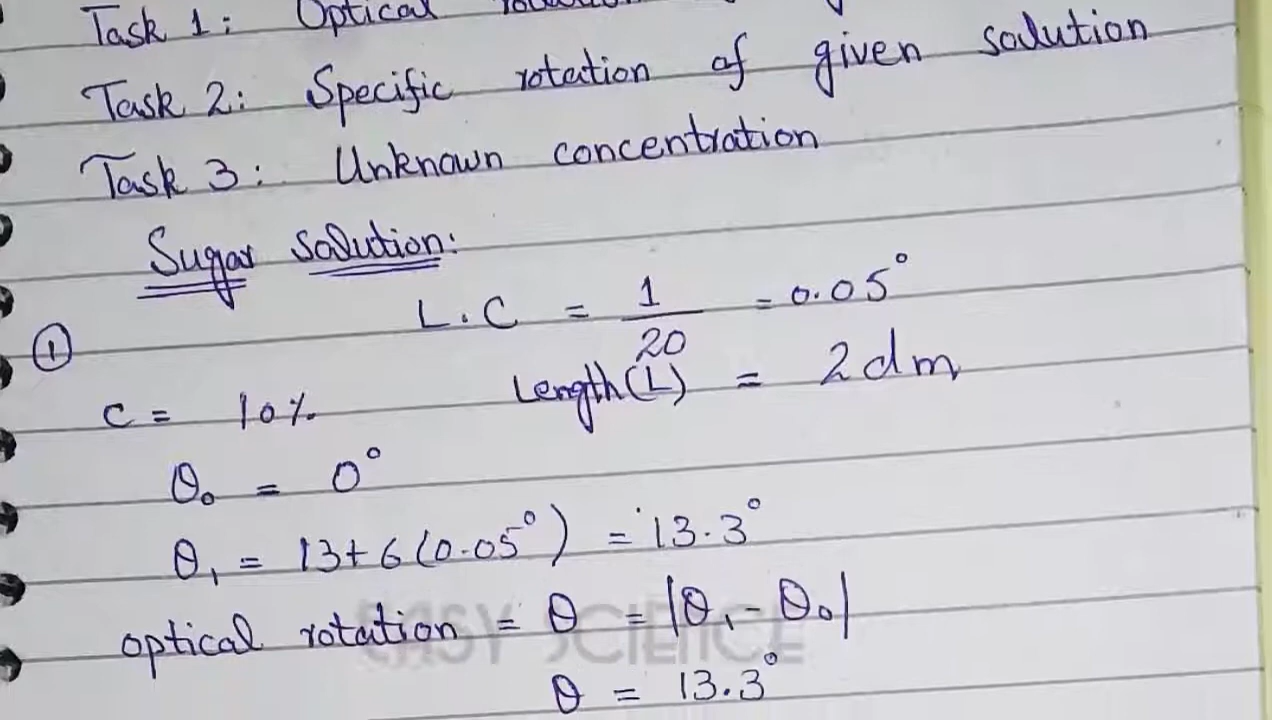 Task 1: Optical
Task 2: Specific rotation of given solution
Task 3: Unknown concentration
Sugar Solution:
① L.C = 1/20 = 0.05°
C = 10% Length(L) = 2dm
θ₀ = 0°
θ₁ = 13+6(0.05°) = 13.3°
optical rotation = θ = |θ₁ - θ₀|
EASY SCIENCE
θ = 13.3°